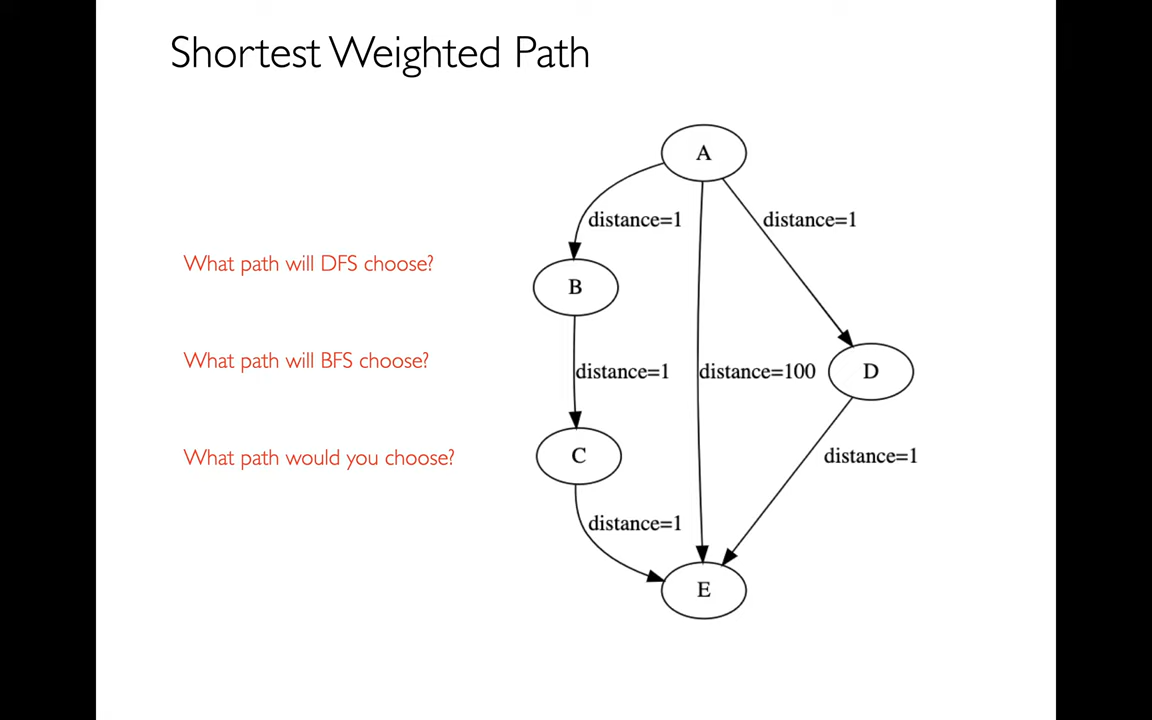 Shortest Weighted Path
A
distance=1
distance=1
What path will DFS choose?
B
What path will BFS choose?
distance=1
distance=100
D
What path would you choose?
C
distance=1
distance=1
E